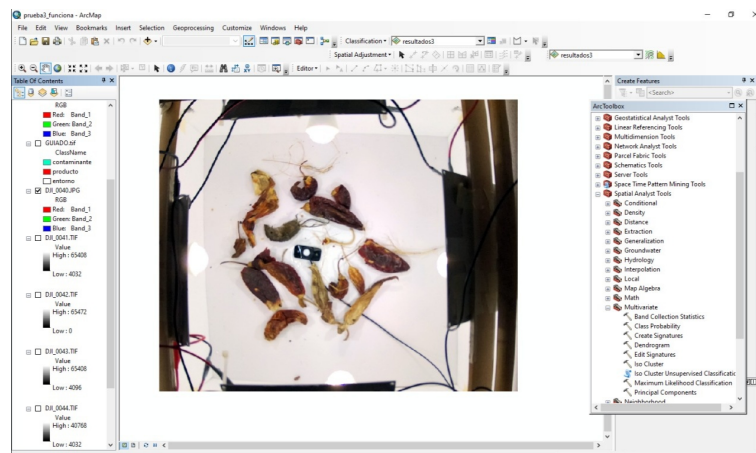 prueba3_funciona - ArcMap
File Edit View Bookmarks Insert Selection Geoprocessing Customize Windows Help
Classification resultados3
Spatial Adjustment resultados3
Editor
Table Of Contents
RGB
Red: Band_1
Green: Band_2
Blue: Band_3
GUIADO.tif
ClassName
contaminante
producto
entorno
DJI_0040.JPG
RGB
Red: Band_1
Green: Band_2
Blue: Band_3
DJI_0041.TIF
Value
High : 65408
Low : 4032
DJI_0042.TIF
Value
High : 65472
Low : 0
DJI_0043.TIF
Value
High : 65408
Low : 4096
DJI_0044.TIF
Value
High : 40768
Low : 4032
Create Features
<Search>
ArcToolbox
Geostatistical Analyst Tools
Linear Referencing Tools
Multidimension Tools
Network Analyst Tools
Parcel Fabric Tools
Schematics Tools
Server Tools
Space Time Pattern Mining Tools
Spatial Analyst Tools
Conditional
Density
Distance
Extraction
Generalization
Groundwater
Hydrology
Interpolation
Local
Map Algebra
Math
Multivariate
Band Collection Statistics
Class Probability
Create Signatures
Dendrogram
Edit Signatures
Iso Cluster
Iso Cluster Unsupervised Classificatic
Maximum Likelihood Classification
Principal Components
Neighborhood